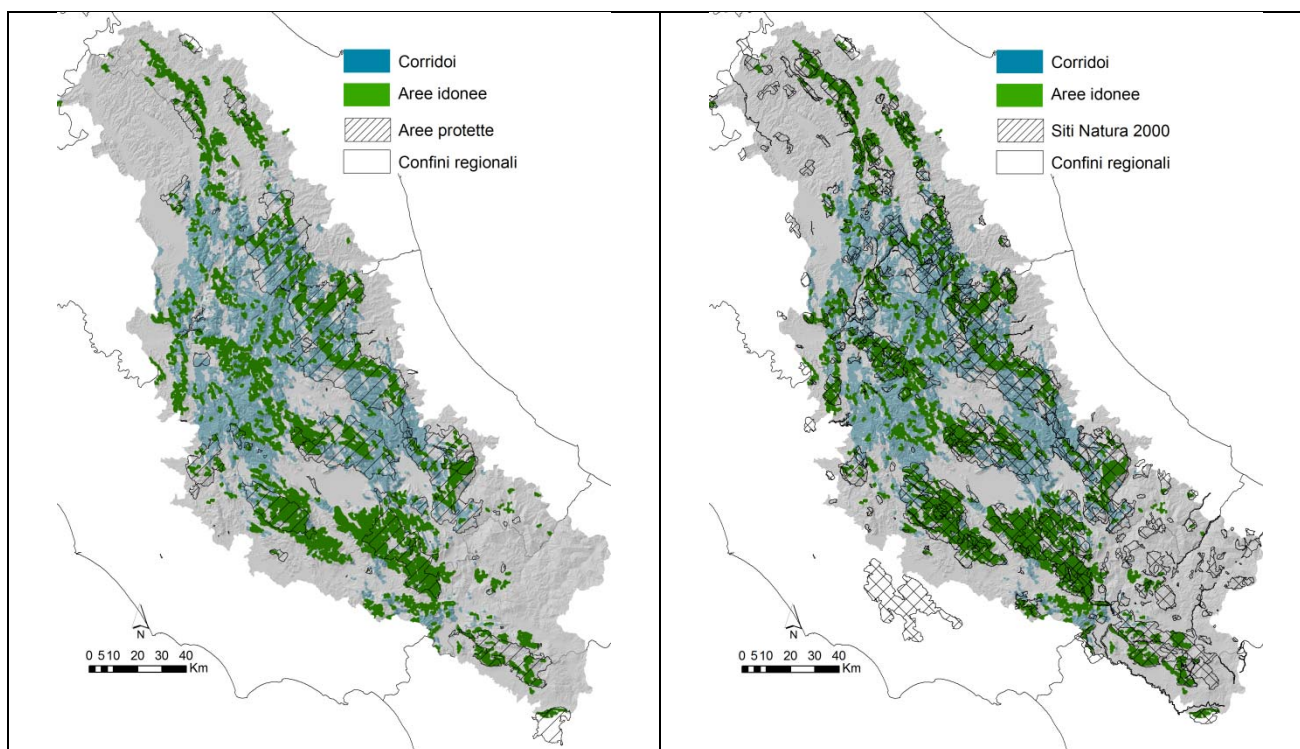 Corridoi
Aree idonee
Aree protette
Confini regionali
N
0 5 10 20 30 40
Km
Corridoi
Aree idonee
Siti Natura 2000
Confini regionali
N
0 5 10 20 30 40
Km